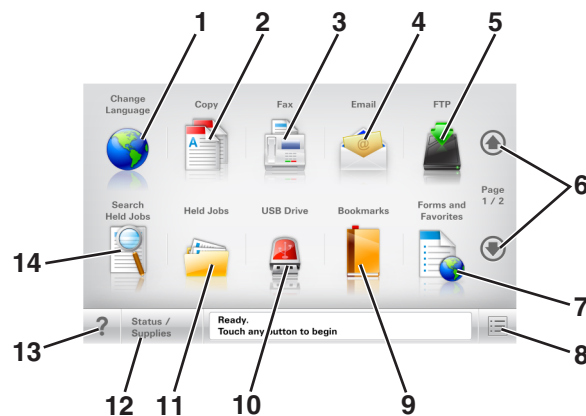 1
2
3
4
5
Change
Language
Copy
Fax
Email
FTP
A
@
6
Page
1 / 2
Search
Held Jobs
Held Jobs
USB Drive
Bookmarks
Forms and
Favorites
14
7
?
Status /
Supplies
Ready.
Touch any button to begin
13
12
11
10
9
8